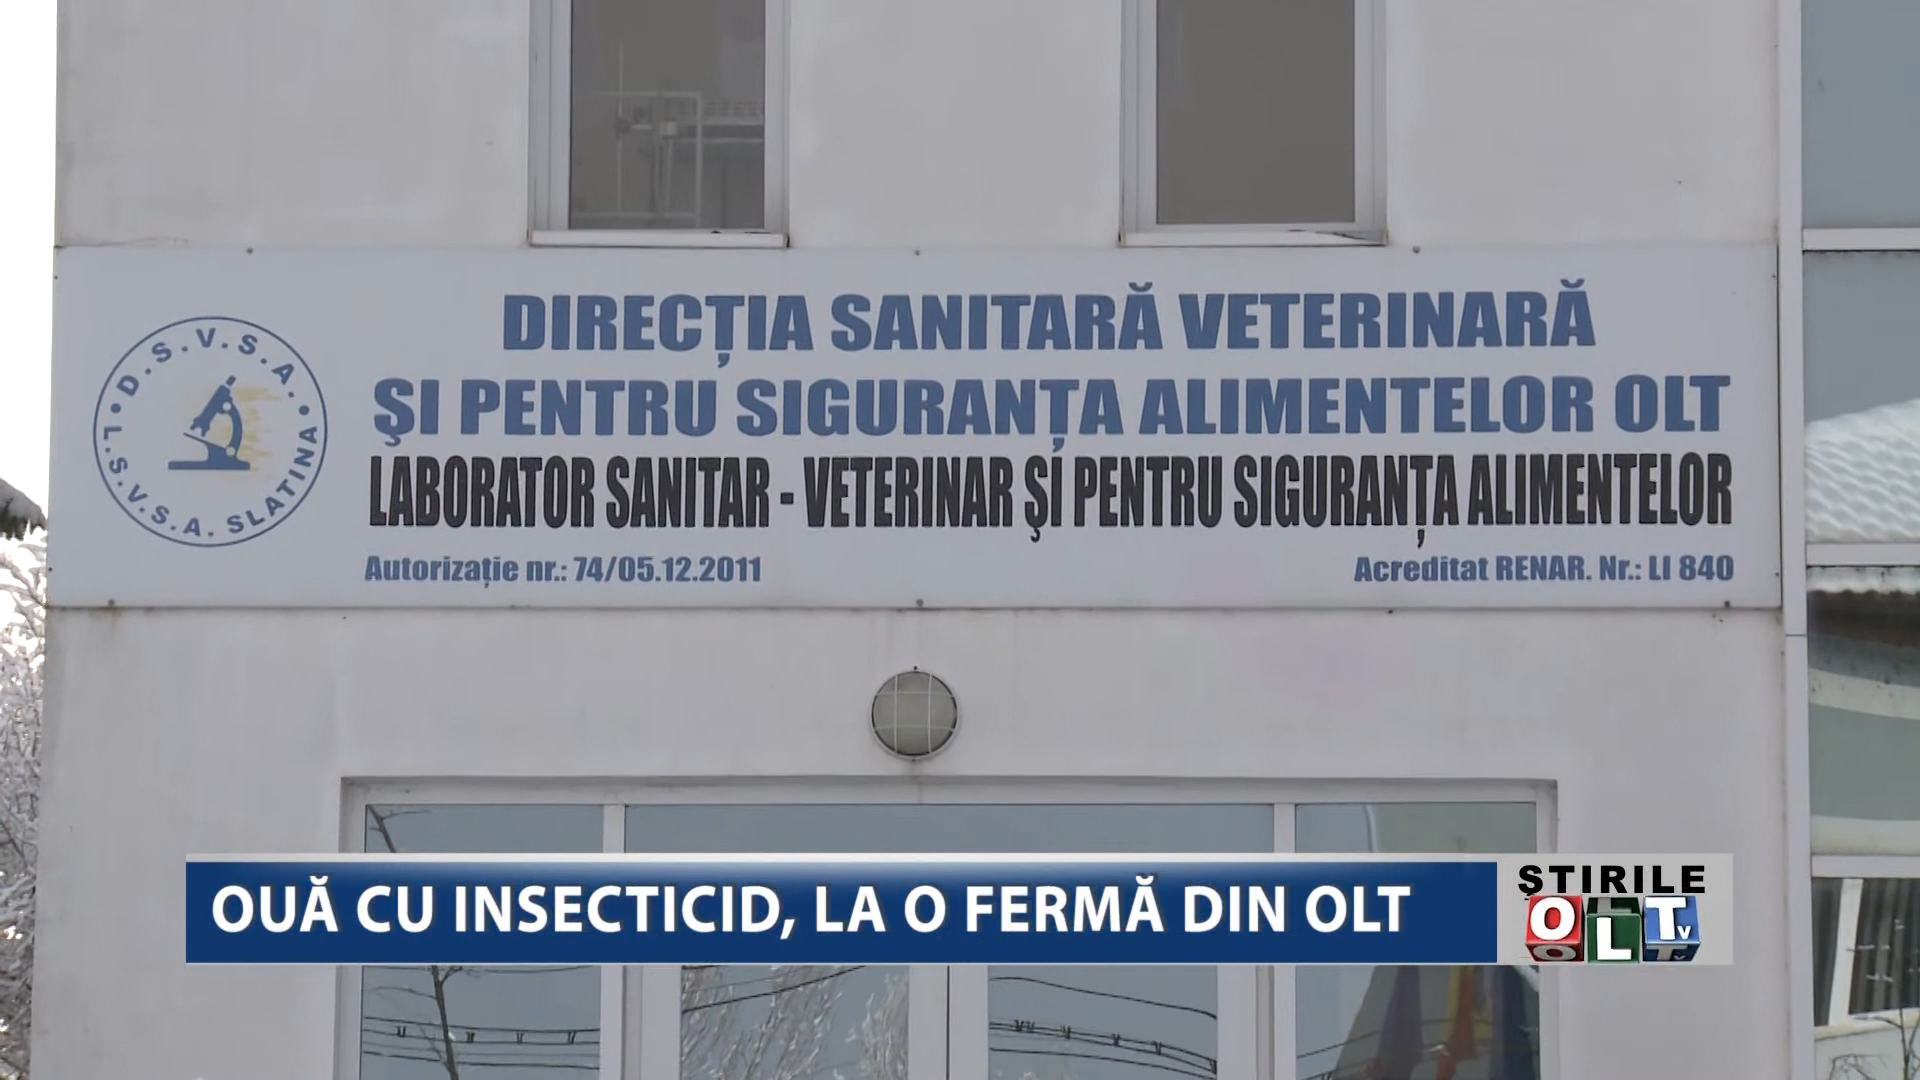 DIRECȚIA SANITARĂ VETERINARĂ
ŞI PENTRU SIGURANȚA ALIMENTELOR OLT
LABORATOR SANITAR - VETERINAR ŞI PENTRU SIGURANȚA ALIMENTELOR
Autorizație nr.: 74/05.12.2011
Acreditat RENAR. Nr.: LI 840
D.S.V.S.A.
L.S.V.S.A. SLATINA
OUĂ CU INSECTICID, LA O FERMĂ DIN OLT
ŞTIRILE
OLTv